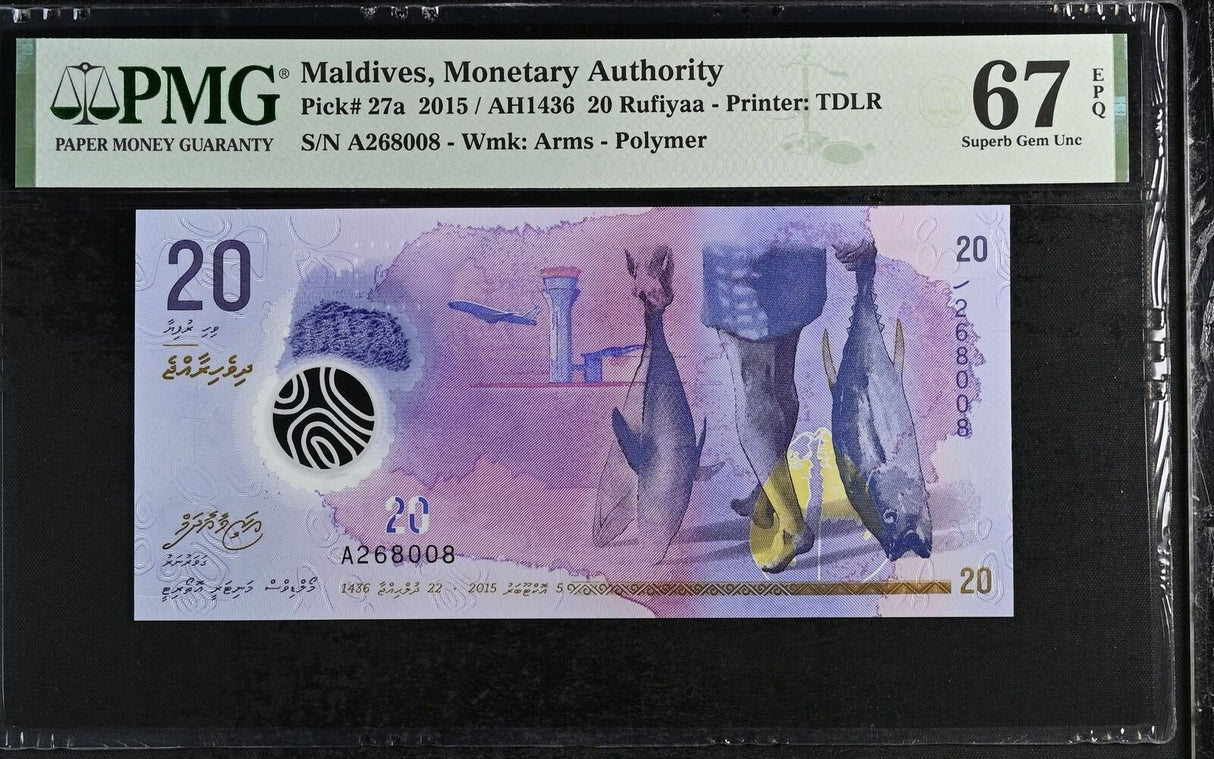 PMG®
PAPER MONEY GUARANTY
Maldives, Monetary Authority
Pick# 27a 2015 / AH1436 20 Rufiyaa - Printer: TDLR
S/N A268008 - Wmk: Arms - Polymer
67
EPQ
Superb Gem Unc
20
ވިހި ރުފިޔާ
ދިވެހިރާއްޖެ
20
/268008
20
A268008
ގަވަރުނަރު
މޯލްޑިވްސް މަނިޓަރީ އޮތޯރިޓީ
5 އޮކްޓޫބަރު 2015 · 22 ޛުލްޙިއްޖާ 1436
20